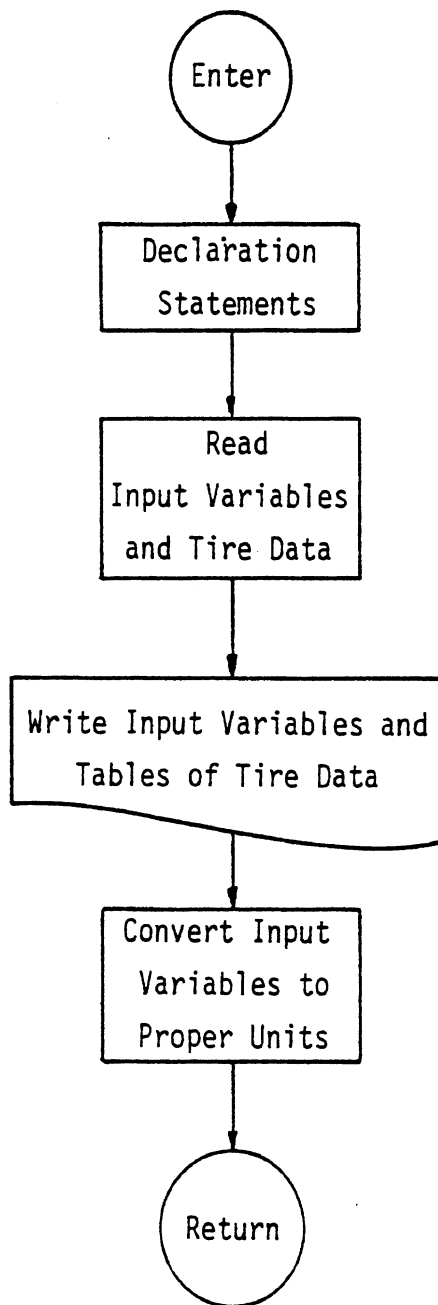 Enter
Declaration
Statements
Read
Input Variables
and Tire Data
Write Input Variables and
Tables of Tire Data
Convert Input
Variables to
Proper Units
Return